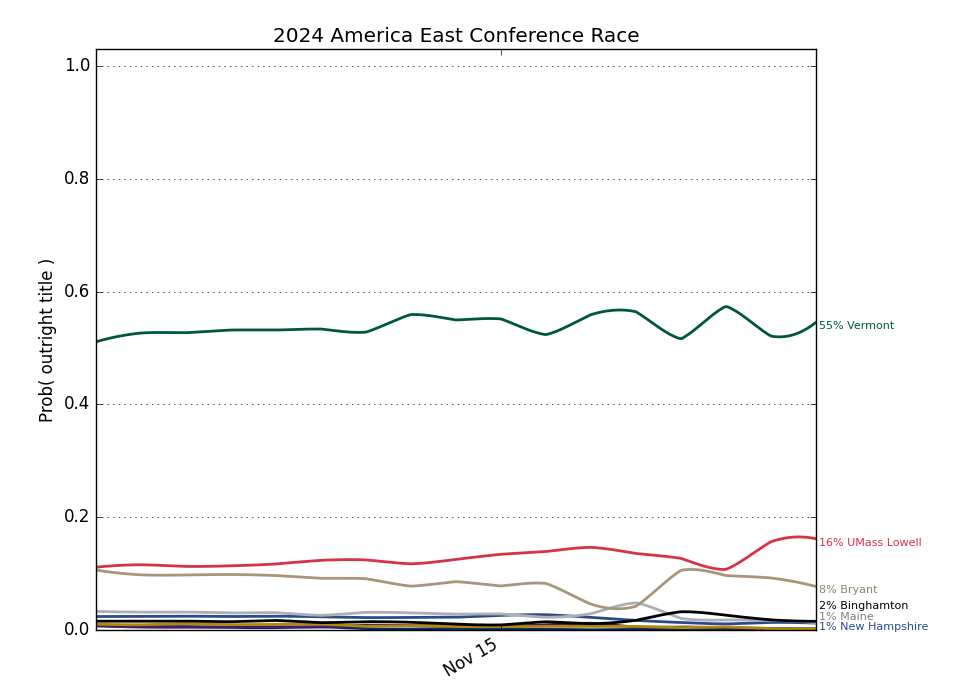 2024 America East Conference Race
1.0
0.8
0.6
0.4
0.2
0.0
Prob( outright title )
Nov 15
55% Vermont
16% UMass Lowell
8% Bryant
2% Binghamton
1% Maine
1% New Hampshire